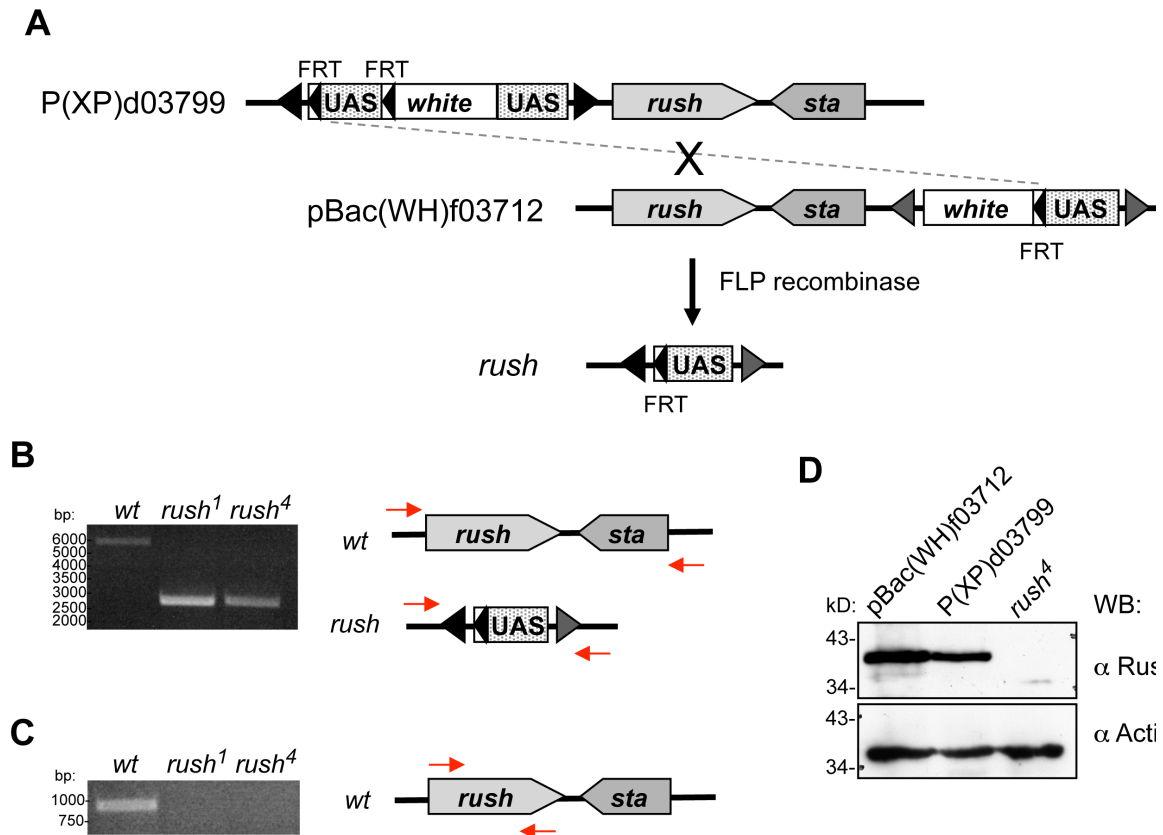 A
FRT FRT
P(XP)d03799 UAS white UAS rush sta
X
pBac(WH)f03712 rush sta white UAS
FRT
FLP recombinase
rush UAS
FRT
B
bp: wt rush1 rush4
6000
5000
4000
3500
3000
2500
2000
wt rush sta
rush UAS
C
bp: wt rush1 rush4
1000
750
wt rush sta
D
pBac(WH)f03712 P(XP)d03799 rush4
kD: WB:
43-
34-
α Rus
43-
34-
α Acti